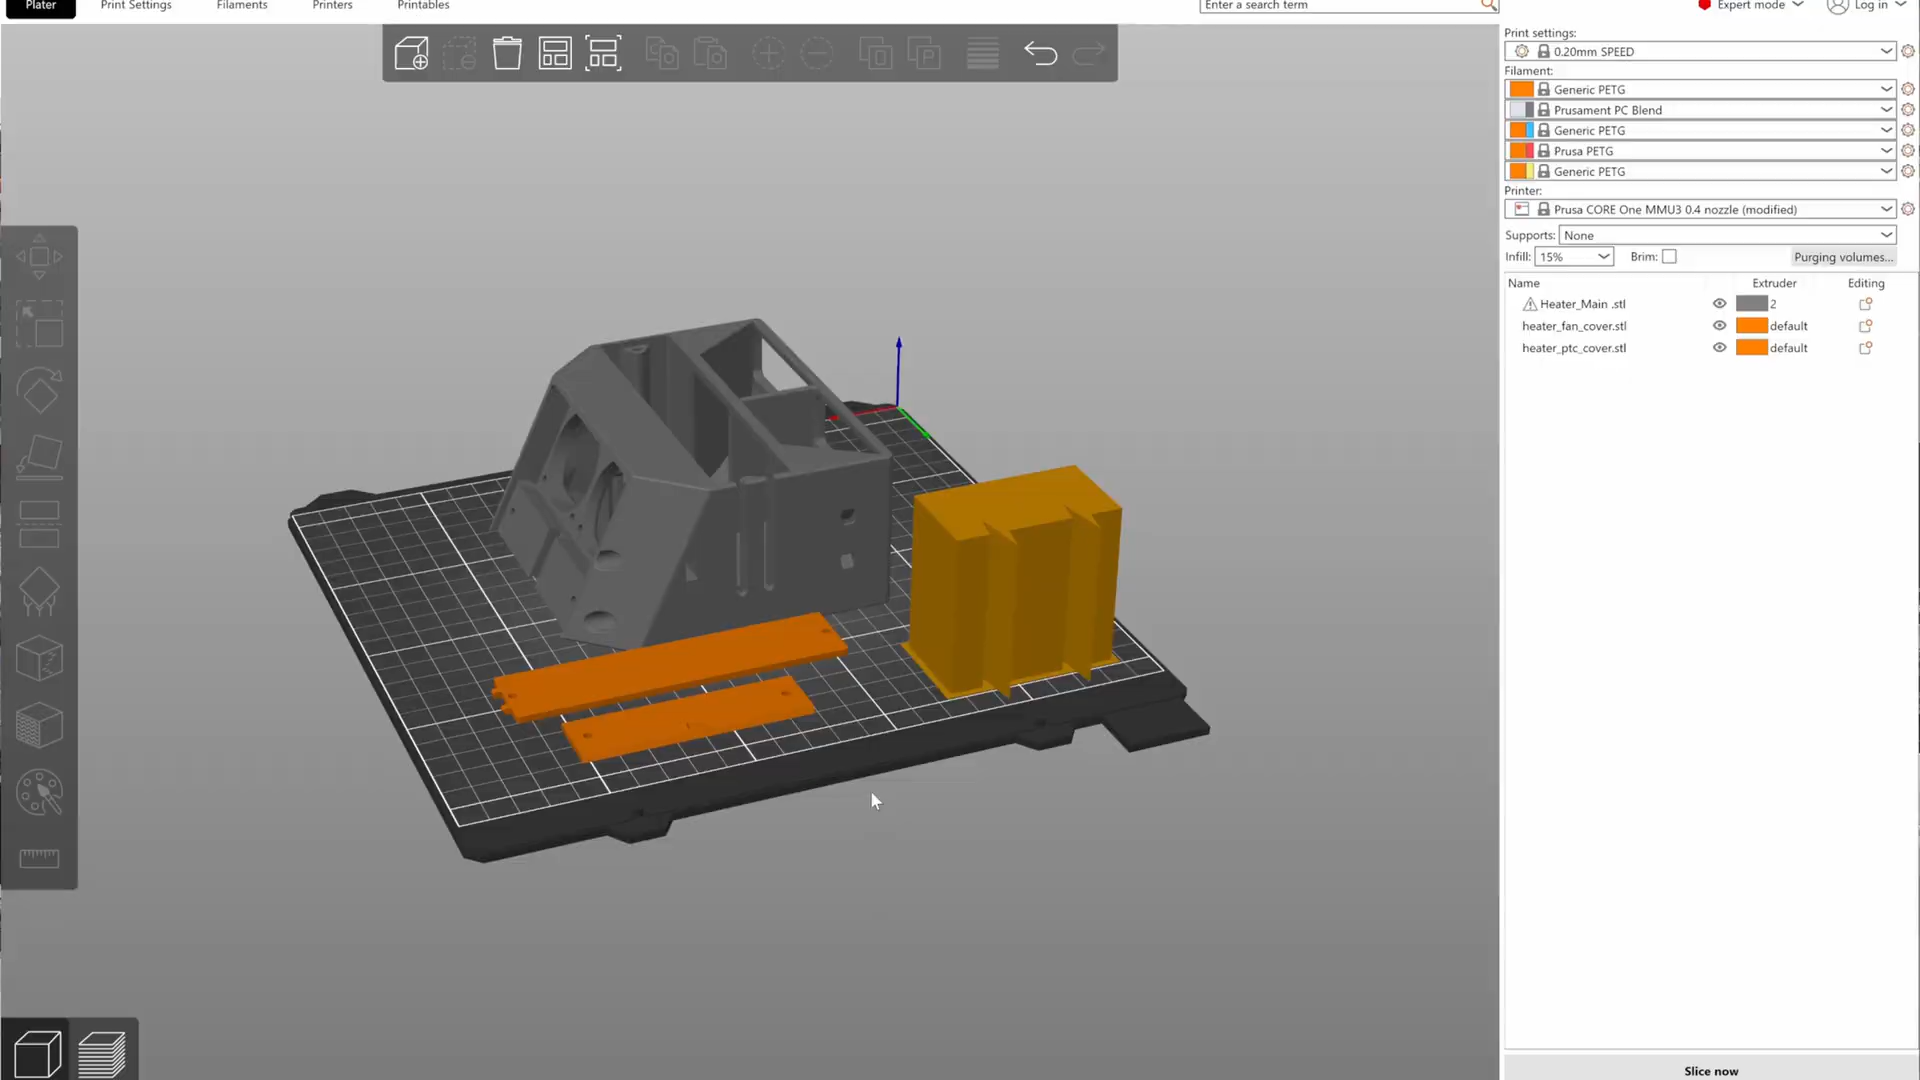 Plater
Print Settings
Filaments
Printers
Printables
Enter a search term
Expert mode
Log in
Print settings:
0.20mm SPEED
Filament:
Generic PETG
Prusament PC Blend
Generic PETG
Prusa PETG
Generic PETG
Printer:
Prusa CORE One MMU3 0.4 nozzle (modified)
Supports: None
Infill: 15% Brim: Purging volumes...
Name Extruder Editing
Heater_Main .stl 2
heater_fan_cover.stl default
heater_ptc_cover.stl default
Slice now